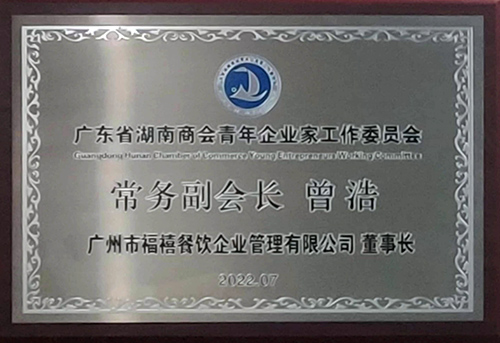 广东省湖南商会青年企业家工作委员会
Guangdong Hunan Chamber of Commerce Young Entrepreneurs Working Committee
常务副会长 曾浩
广州市福禧餐饮企业管理有限公司 董事长
2022.07